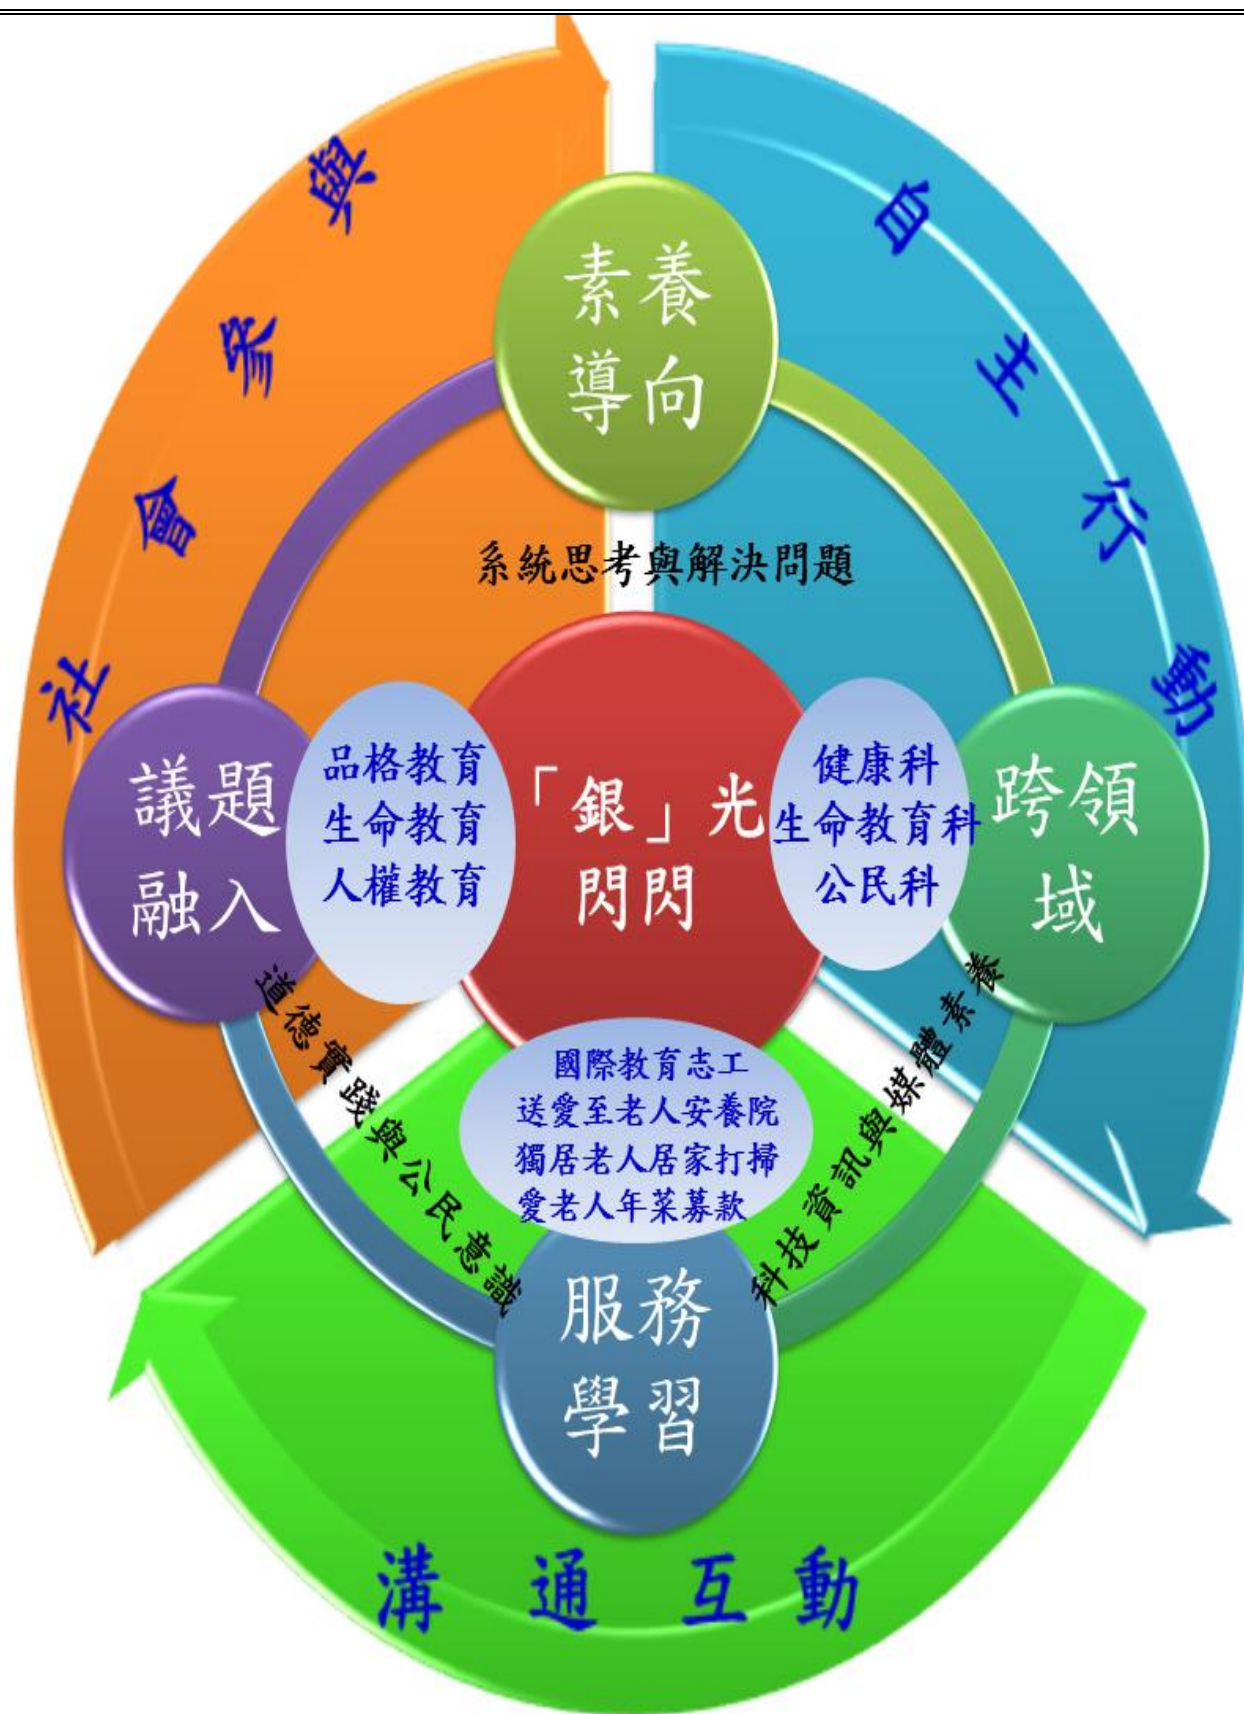 社會參與
自主行動
素養
導向
系統思考與解決問題
議題
融入
品格教育
生命教育
人權教育
「銀」光
閃閃
健康科
生命教育科
公民科
跨領
域
道德實踐與公民意識
科技資訊與媒體素養
國際教育志工
送愛至老人安養院
獨居老人居家打掃
愛老人年菜募款
服務
學習
溝通互動